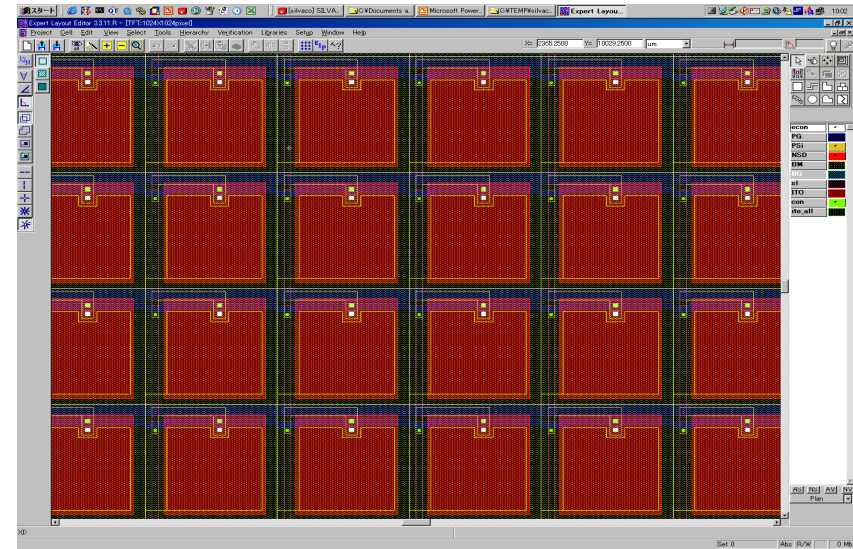 スタート
[silvaco] SILVA...
C:¥Documents a...
Microsoft Power...
C:¥TEMP¥silvac...
Expert Layou...
10:02
Expert Layout Editor 3.3.11.R - [TFT:1024X1024pixel]
Project Cell Edit View Select Tools Hierarchy Verification Libraries Setup Window Help
X= 2365.2500 Y= 10029.2500 um
econ
PG
PSi
NSD
BM
sl
ITO
con
ito_all
AS NS AV NV
Plan
XD
Sel: 0 Abs R/W 0 Mb